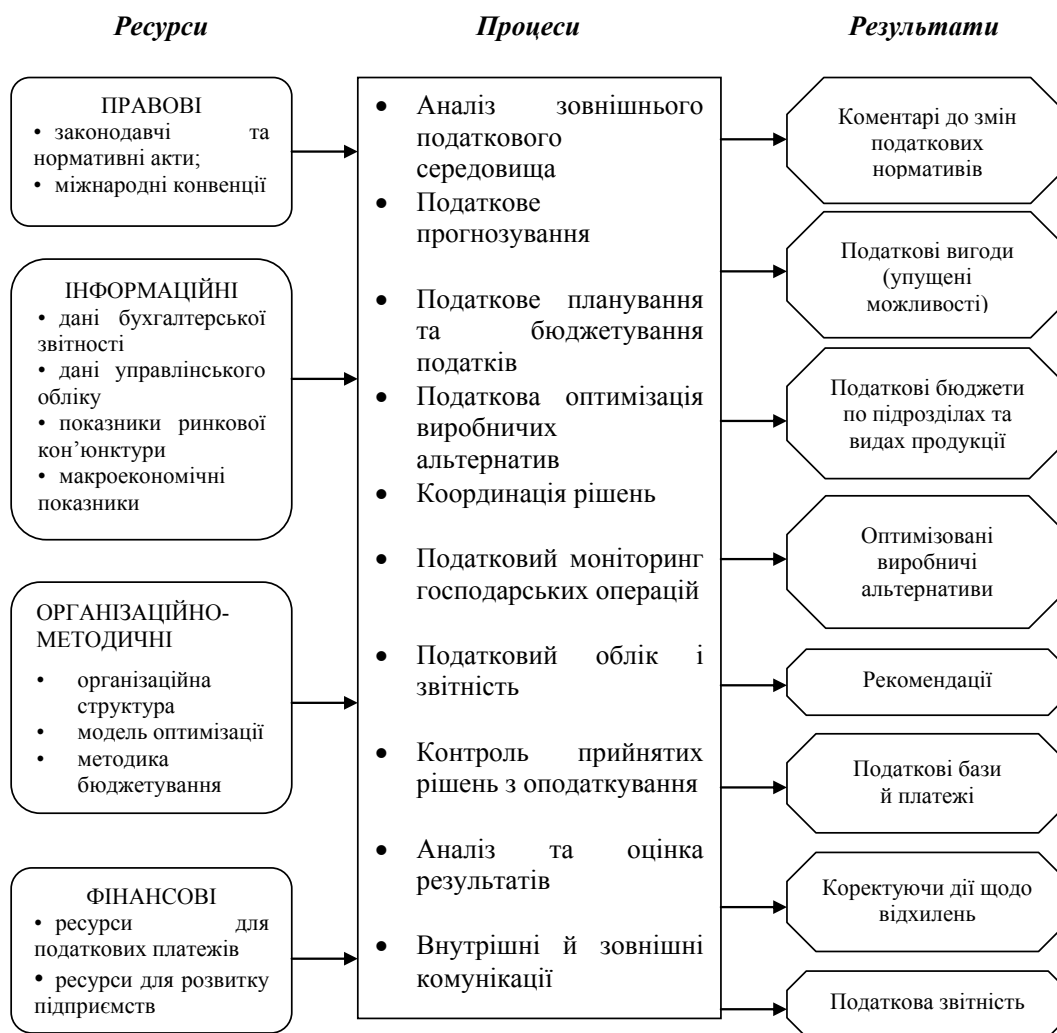 Ресурси
Процеси
Результати
ПРАВОВІ
• законодавчі та
нормативні акти;
• міжнародні конвенції
ІНФОРМАЦІЙНІ
• дані бухгалтерської
звітності
• дані управлінського
обліку
• показники ринкової
кон’юнктури
• макроекономічні
показники
ОРГАНІЗАЦІЙНО-
МЕТОДИЧНІ
• організаційна
структура
• модель оптимізації
• методика
бюджетування
ФІНАНСОВІ
• ресурси для
податкових платежів
• ресурси для розвитку
підприємств
• Аналіз зовнішнього
податкового
середовища
• Податкове
прогнозування
• Податкове планування
та бюджетування
податків
• Податкова оптимізація
виробничих
альтернатив
• Координація рішень
• Податковий моніторинг
господарських операцій
• Податковий облік і
звітність
• Контроль прийнятих
рішень з оподаткування
• Аналіз та оцінка
результатів
• Внутрішні й зовнішні
комунікації
Коментарі до змін
податкових
нормативів
Податкові вигоди
(упущені
можливості)
Податкові бюджети
по підрозділах та
видах продукції
Оптимізовані
виробничі
альтернативи
Рекомендації
Податкові бази
й платежі
Коректуючи дії щодо
відхилень
Податкова звітність